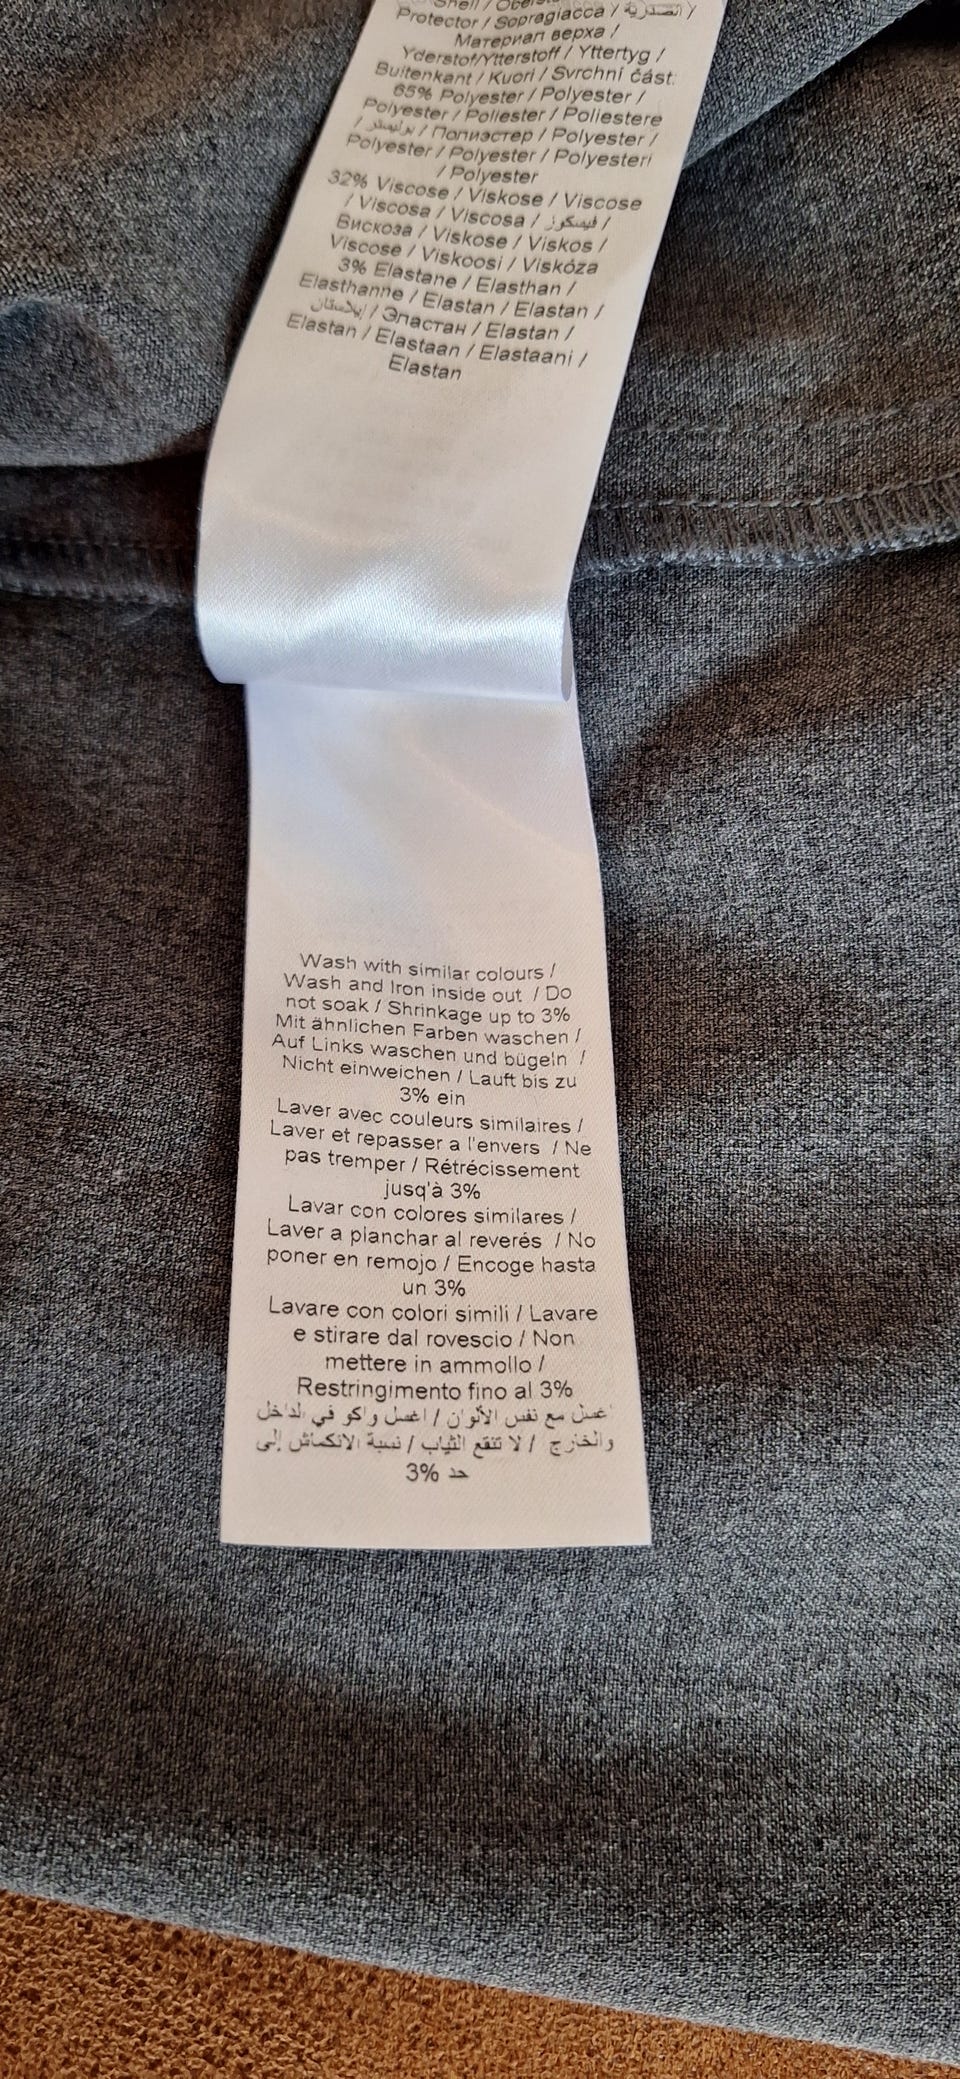 Shell /
Protector / Sopragiacca / الصدرية /
Материал верха /
Yderstof/Ytterstoff / Yttertyg /
Buitenkant / Kuori / Svrchní část:
65% Polyester / Polyester /
Polyester / Poliester / Poliestere
/ بوليستر / Полиэстер / Polyester /
Polyester / Polyester / Polyesteri
/ Polyester
32% Viscose / Viskose / Viscose
/ Viscosa / Viscosa / فيسكوز /
Вискоза / Viskose / Viskos /
Viscose / Viskoosi / Viskóza
3% Elastane / Elasthan /
Elasthanne / Elastan / Elastan /
إيلاستان / Эластан / Elastan /
Elastan / Elastaan / Elastaani /
Elastan
Wash with similar colours /
Wash and Iron inside out / Do
not soak / Shrinkage up to 3%
Mit ähnlichen Farben waschen /
Auf Links waschen und bügeln /
Nicht einweichen / Lauft bis zu
3% ein
Laver avec couleurs similaires /
Laver et repasser a l'envers / Ne
pas tremper / Rétrécissement
jusq'à 3%
Lavar con colores similares /
Laver a planchar al reverés / No
poner en remojo / Encoge hasta
un 3%
Lavare con colori simili / Lavare
e stirare dal rovescio / Non
mettere in ammollo /
Restringimento fino al 3%
اغسل مع نفس الألوان / اغسل واكو في لداخل
والخارج / لا تنقع الثياب / نسبة الانكماش إلى
حد 3%